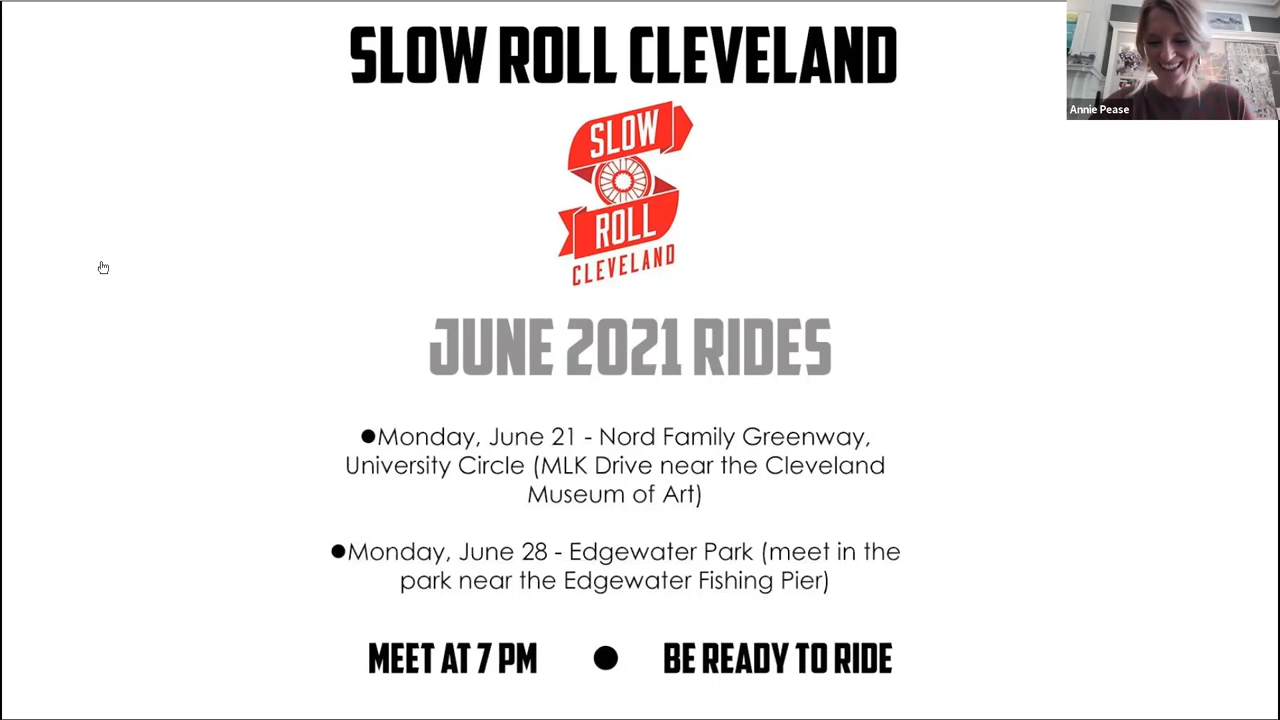 SLOW ROLL CLEVELAND
Annie Pease
SLOW
ROLL
CLEVELAND
JUNE 2021 RIDES
●Monday, June 21 - Nord Family Greenway,
University Circle (MLK Drive near the Cleveland
Museum of Art)
●Monday, June 28 - Edgewater Park (meet in the
park near the Edgewater Fishing Pier)
MEET AT 7 PM ● BE READY TO RIDE